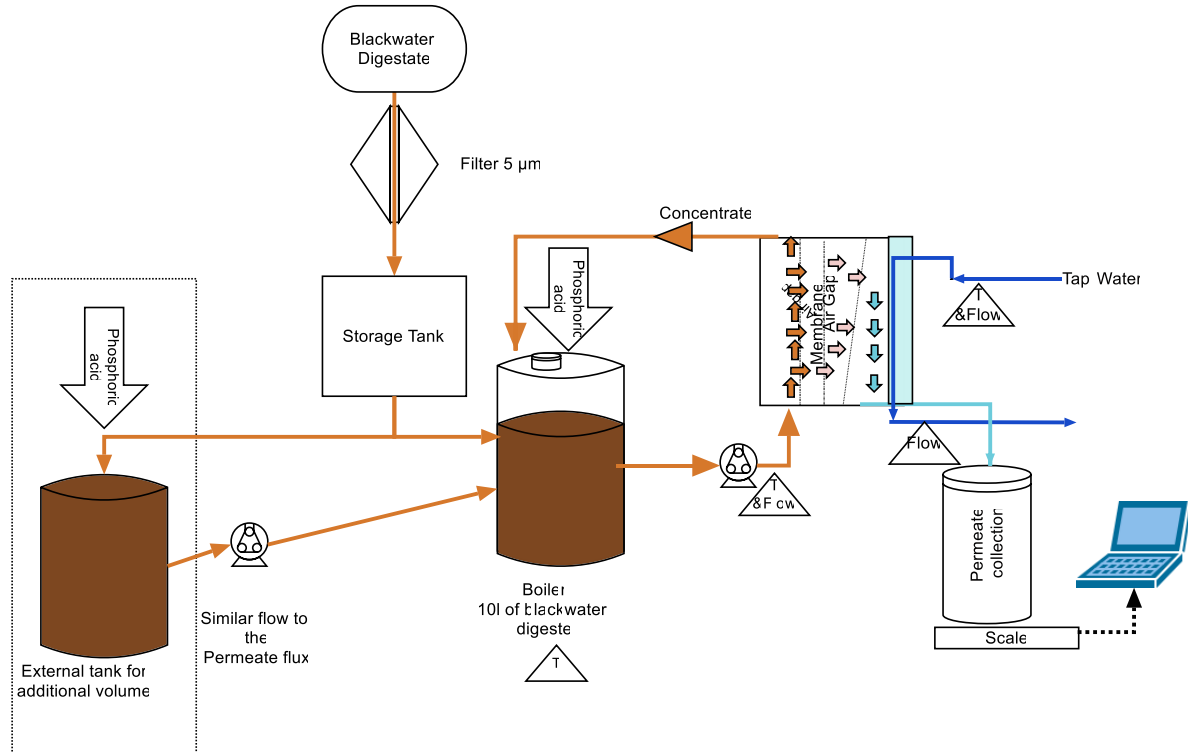 Blackwater
Digestate
Filter 5 µm
Concentrate
Phosphoric
acid
Membrane
Air Gap
Tap Water
T
&Flow
Storage Tank
Phosphoric
acid
Flow
T
&Flow
Permeate
collection
Boiler
10l of blackwater
digeste
Similar flow to
the
Permeate flux
T
Scale
External tank for
additional volume